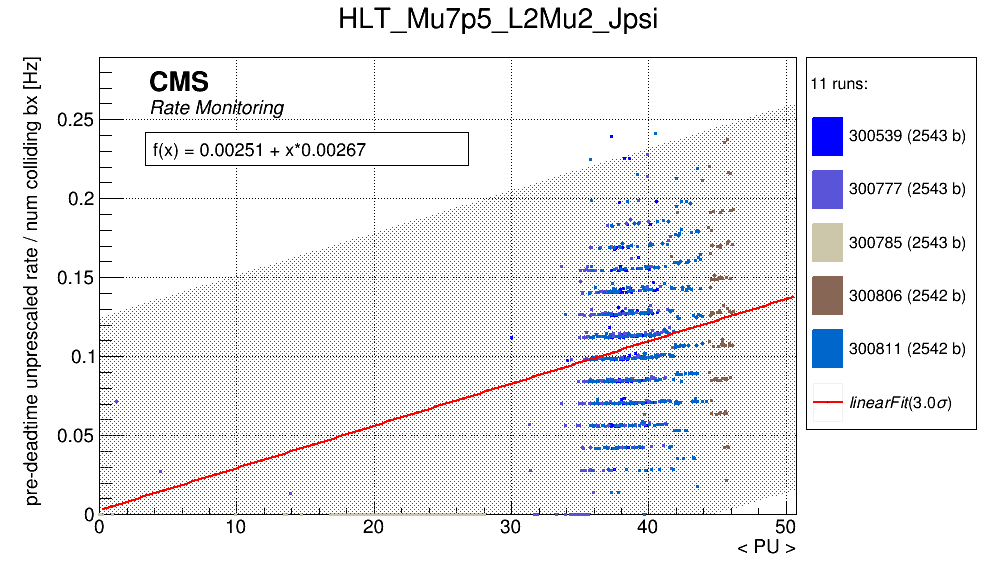 HLT_Mu7p5_L2Mu2_Jpsi
pre-deadtime unprescaled rate / num colliding bx [Hz]
CMS
Rate Monitoring
f(x) = 0.00251 + x*0.00267
0.25
0.2
0.15
0.1
0.05
0
0 10 20 30 40 50
< PU >
11 runs:
300539 (2543 b)
300777 (2543 b)
300785 (2543 b)
300806 (2542 b)
300811 (2542 b)
linearFit(3.0σ)